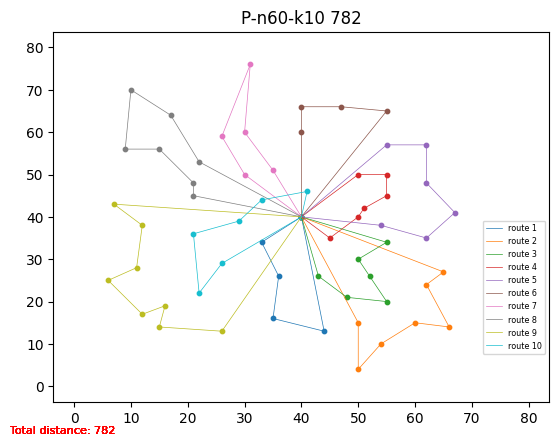 P-n60-k10 782
80
70
60
50
40
30
20
10
0
route 1
route 2
route 3
route 4
route 5
route 6
route 7
route 8
route 9
route 10
0 10 20 30 40 50 60 70 80
Total distance: 782